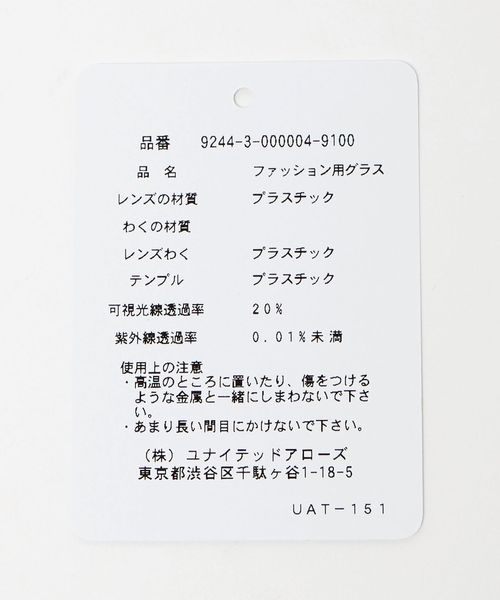 品番 9244-3-000004-9100
品 名 ファッション用グラス
レンズの材質 プラスチック
わくの材質
レンズわく プラスチック
テンプル プラスチック
可視光線透過率 20%
紫外線透過率 0.01%未満
使用上の注意
・高温のところに置いたり、傷をつける
ような金属と一緒にしまわないで下さ
い。
・あまり長い間目にかけないで下さい。
（株）ユナイテッドアローズ
東京都渋谷区千駄ヶ谷1-18-5
UAT-151